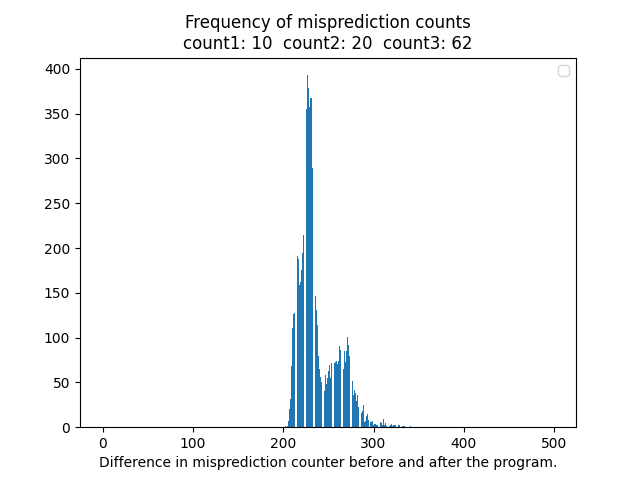 Frequency of misprediction counts
count1: 10 count2: 20 count3: 62
400
350
300
250
200
150
100
50
0
0 100 200 300 400 500
Difference in misprediction counter before and after the program.